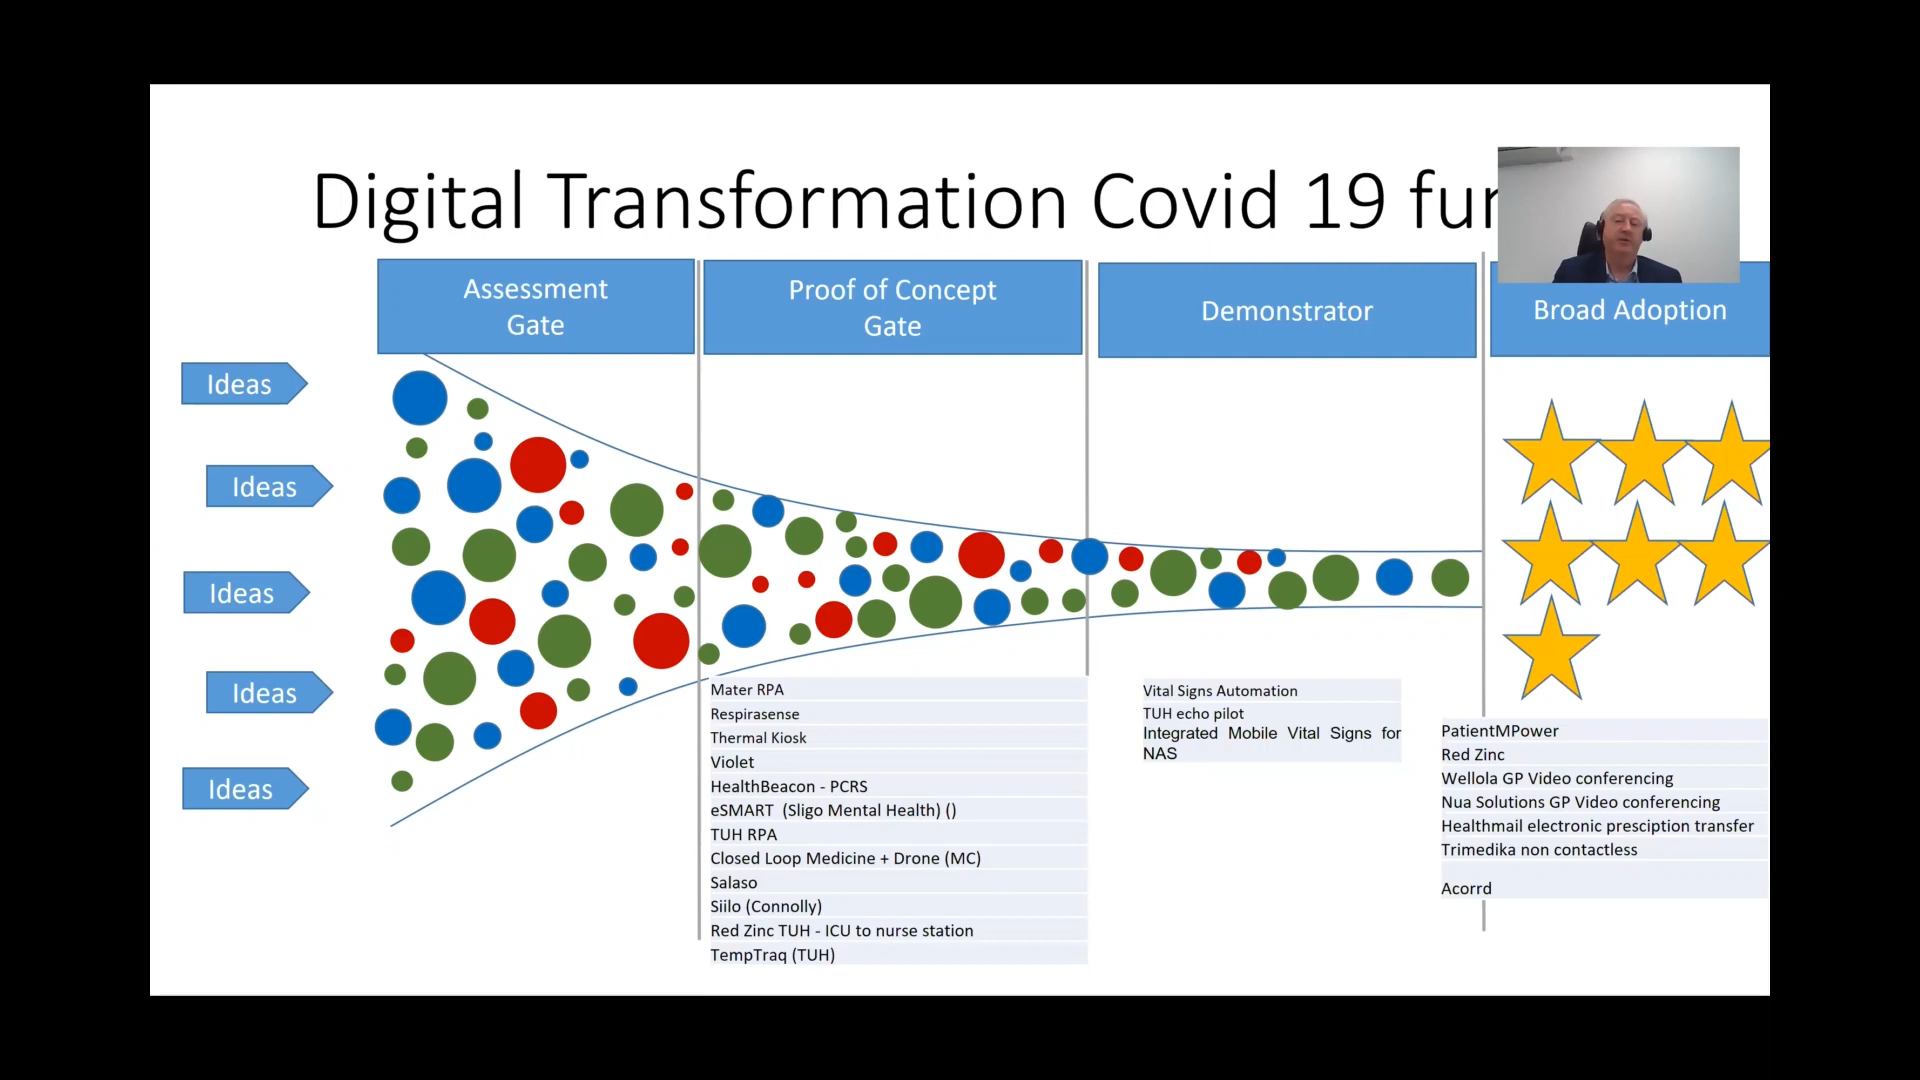 Digital Transformation Covid 19 fun
Assessment
Gate
Proof of Concept
Gate
Demonstrator
Broad Adoption
Ideas
Ideas
Ideas
Ideas
Ideas
Mater RPA
Respirasense
Thermal Kiosk
Violet
HealthBeacon - PCRS
eSMART (Sligo Mental Health) ()
TUH RPA
Closed Loop Medicine + Drone (MC)
Salaso
Siilo (Connolly)
Red Zinc TUH - ICU to nurse station
TempTraq (TUH)
Vital Signs Automation
TUH echo pilot
Integrated Mobile Vital Signs for
NAS
PatientMPower
Red Zinc
Wellola GP Video conferencing
Nua Solutions GP Video conferencing
Healthmail electronic presciption transfer
Trimedika non contactless
Acorrd